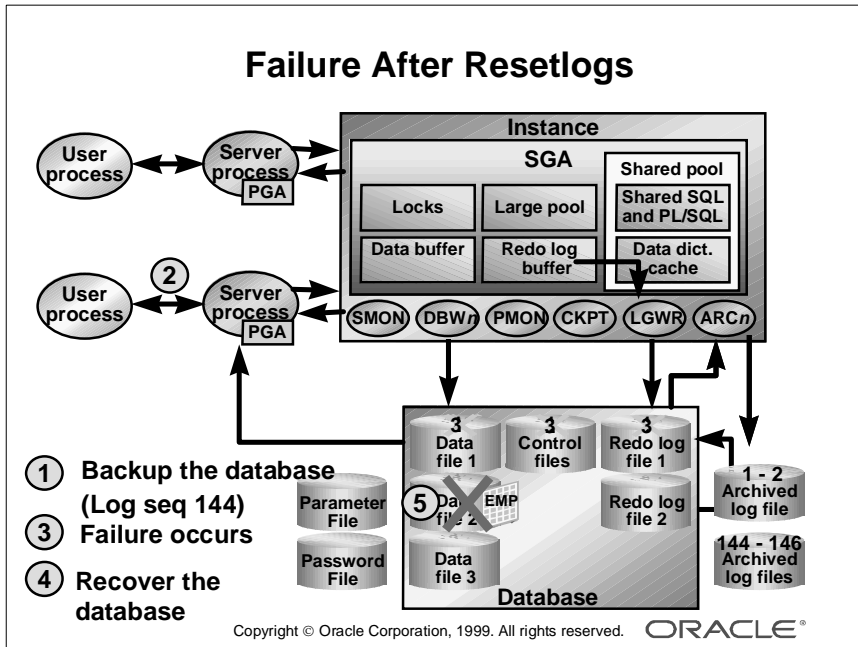 Failure After Resetlogs
Instance
SGA
User
process
Server
process
PGA
Locks
Large pool
Shared pool
Shared SQL
and PL/SQL
Data buffer
Redo log
buffer
Data dict.
cache
2
User
process
Server
process
PGA
SMON
DBWn
PMON
CKPT
LGWR
ARCn
3
Data
file 1
Control
files
3
Redo log
file 1
1 - 2
Archived
log file
1 Backup the database
(Log seq 144)
3 Failure occurs
4 Recover the
database
Parameter
File
Password
File
5
Data
file 2
EMP
Redo log
file 2
Data
file 3
144 - 146
Archived
log files
Database
Copyright © Oracle Corporation, 1999. All rights reserved.
ORACLE®